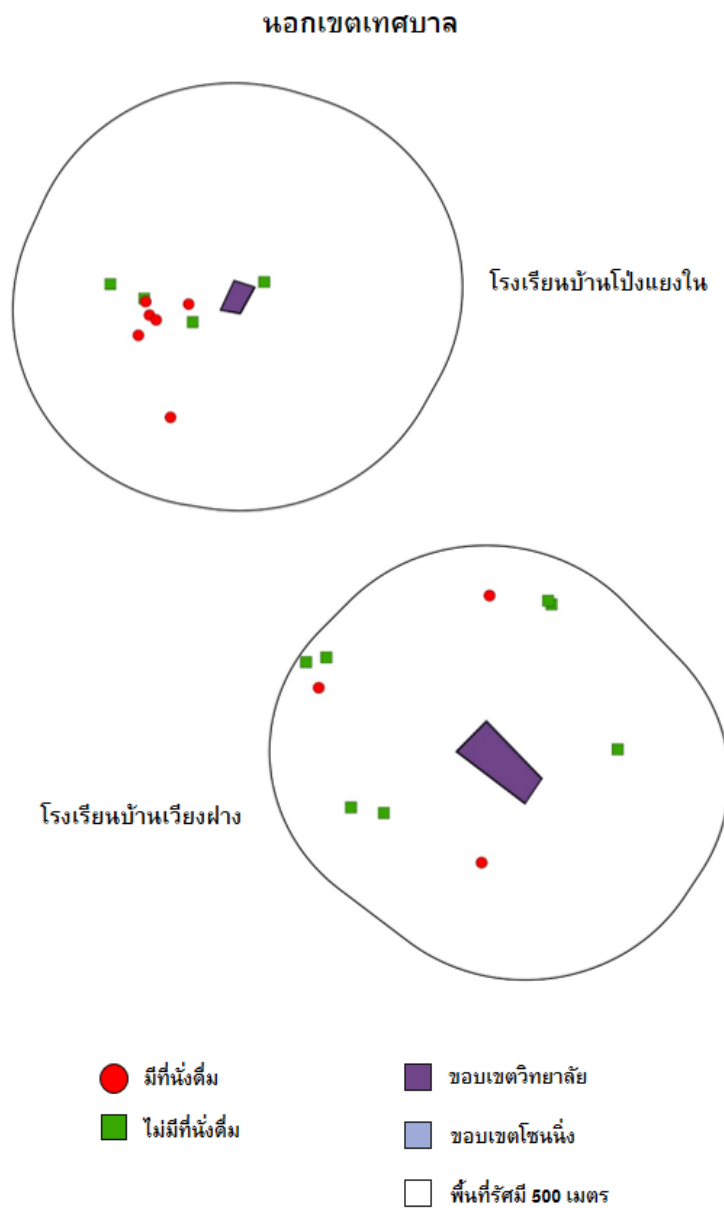 นอกเขตเทศบาล
โรงเรียนบ้านโป่งแยงใน
โรงเรียนบ้านเวียงฝาง
มีที่นั่งดื่ม
ไม่มีที่นั่งดื่ม
ขอบเขตวิทยาลัย
ขอบเขตโซนนิ่ง
พื้นที่รัศมี 500 เมตร